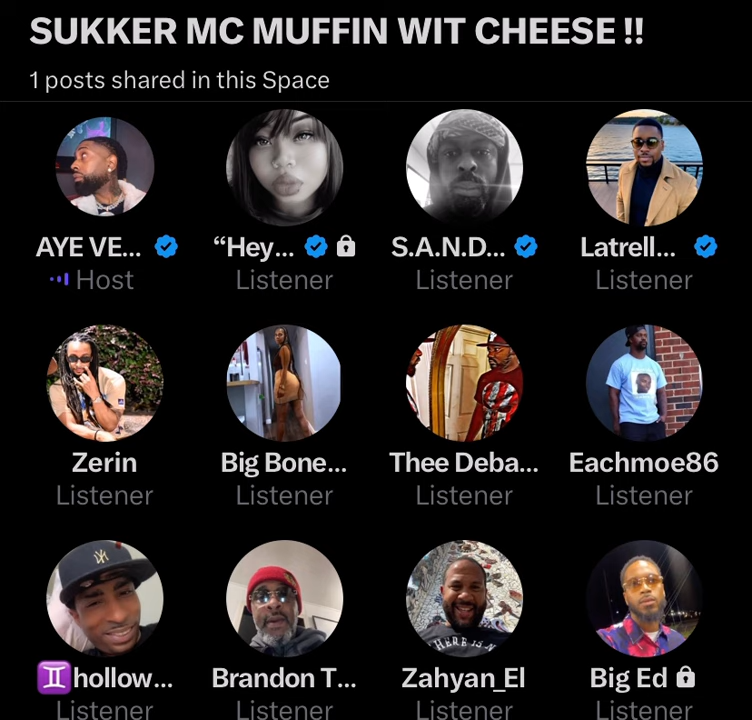 SUKKER MC MUFFIN WIT CHEESE !!
1 posts shared in this Space
AYE VE... “Hey... S.A.N.D... Latrell...
Host Listener Listener Listener
Zerin Big Bone... Thee Deba... Eachmoe86
Listener Listener Listener Listener
HERE IS N
♊hollow... Brandon T... Zahyan_El Big Ed
Listener Listener Listener Listener